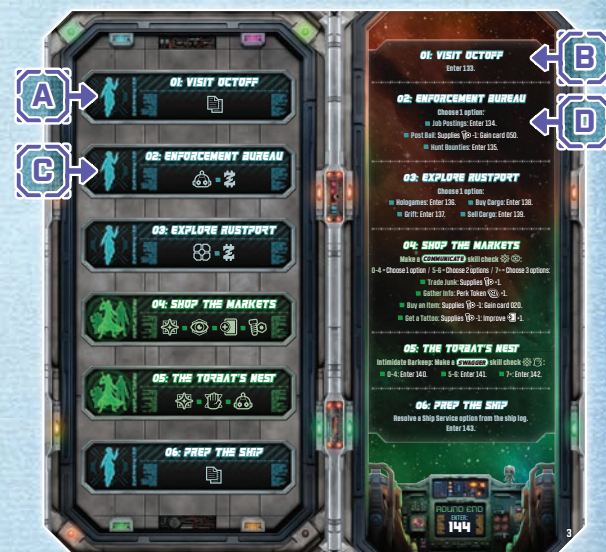 A
01: VISIT OCTOFF
C
02: ENFORCEMENT BUREAU
03: EXPLORE RUSTPORT
04: SHOP THE MARKETS
05: THE TORBAT'S NEST
06: PREP THE SHIP
B
01: VISIT OCTOFF
Enter 133.
D
02: ENFORCEMENT BUREAU
Choose 1 option:
Job Postings: Enter 134.
Post Bail: Supplies -1: Gain card 050.
Hunt Bounties: Enter 135.
03: EXPLORE RUSTPORT
Choose 1 option:
Hologames: Enter 136. Buy Cargo: Enter 138.
Grift: Enter 137. Sell Cargo: Enter 139.
04: SHOP THE MARKETS
Make a COMMUNICATE skill check :
0-4 = Choose 1 option / 5-6 = Choose 2 options / 7+ = Choose 3 options:
Trade Junk: Supplies +1.
Gather Info: Perk Token +1.
Buy an Item: Supplies -1: Gain card 020.
Get a Tattoo: Supplies -1: Improve +1.
05: THE TORBAT'S NEST
Intimidate Barkeep: Make a SWAGGER skill check :
0-4: Enter 140. 5-6: Enter 141. 7+: Enter 142.
06: PREP THE SHIP
Resolve a Ship Service option from the ship log.
Enter 143.
ROUND END
ENTER:
144
3